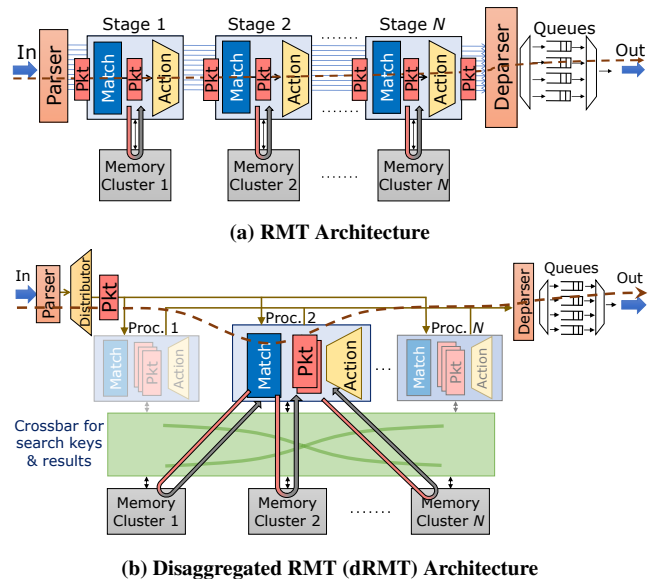 Stage 1
Stage 2
Stage N
Queues
In
Out
Parser
Pkt
Match
Pkt
Action
Pkt
Match
Pkt
Action
Pkt
Match
Pkt
Action
Pkt
Deparser
Memory
Cluster 1
Memory
Cluster 2
Memory
Cluster N
(a) RMT Architecture
In
Parser
Distributor
Pkt
Queues
Out
Deparser
Proc. 1
Proc. 2
Proc. N
Match
Pkt
Action
Match
Pkt
Action
Match
Pkt
Action
Crossbar for
search keys
& results
Memory
Cluster 1
Memory
Cluster 2
Memory
Cluster N
(b) Disaggregated RMT (dRMT) Architecture